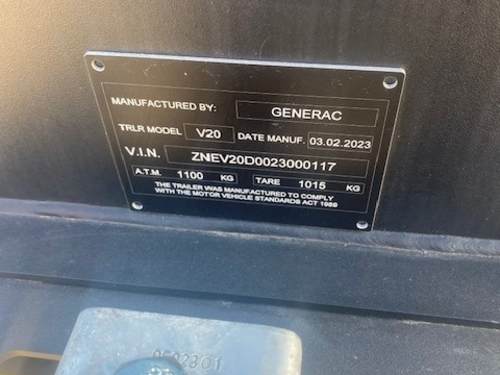 MANUFACTURED BY: GENERAC
TRLR MODEL V20 DATE MANUF. 03.02.2023
V.I.N. ZNEV20D0023000117
A.T.M. 1100 KG TARE 1015 KG
THE TRAILER WAS MANUFACTURED TO COMPLY
WITH THE MOTOR VEHICLE STANDARDS ACT 1989